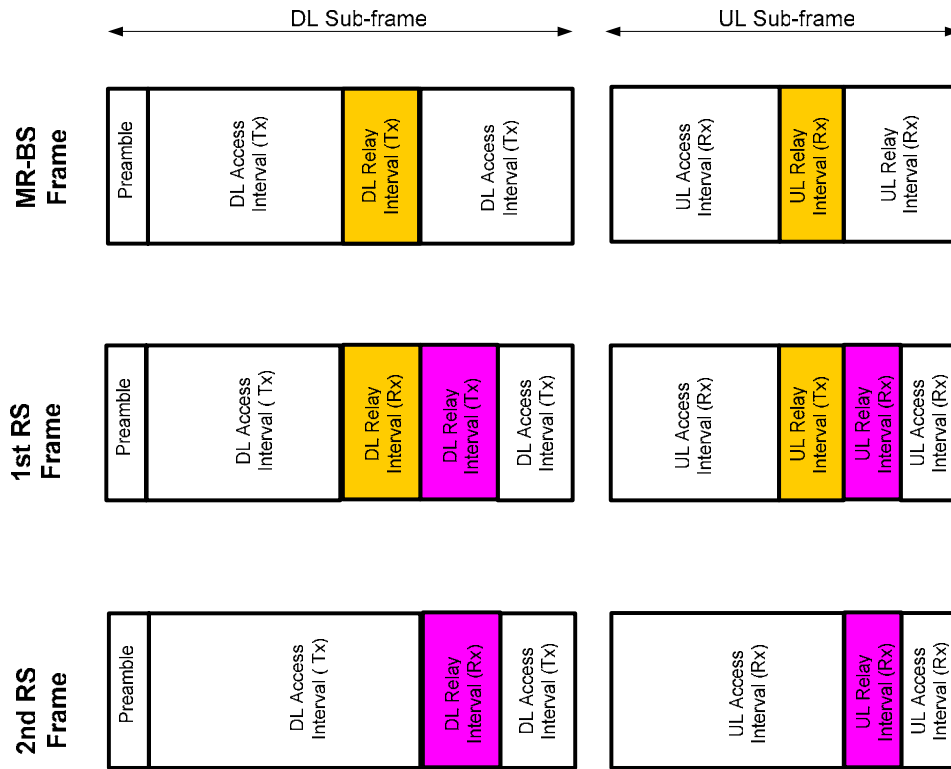 DL Sub-frame
UL Sub-frame
MR-BS
Frame
Preamble
DL Access
Interval (Tx)
DL Relay
Interval (Tx)
DL Access
Interval (Tx)
UL Access
Interval (Rx)
UL Relay
Interval (Rx)
UL Relay
Interval (Rx)
1st RS
Frame
Preamble
DL Access
Interval ( Tx)
DL Relay
Interval (Rx)
DL Relay
Interval (Tx)
DL Access
Interval (Tx)
UL Access
Interval (Rx)
UL Relay
Interval (Tx)
UL Relay
Interval (Rx)
UL Access
Interval (Rx)
2nd RS
Frame
Preamble
DL Access
Interval ( Tx)
DL Relay
Interval (Rx)
DL Access
Interval (Tx)
UL Access
Interval (Rx)
UL Relay
Interval (Rx)
UL Access
Interval (Rx)